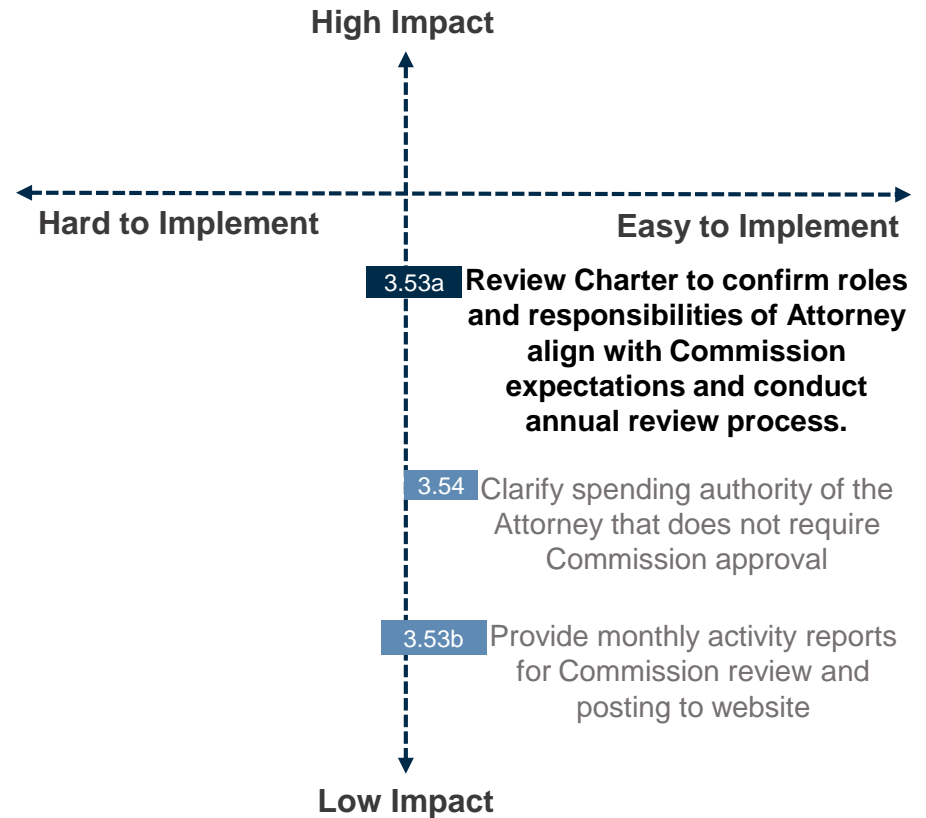 High Impact
Hard to Implement
Easy to Implement
3.53a
Review Charter to confirm roles
and responsibilities of Attorney
align with Commission
expectations and conduct
annual review process.
3.54
Clarify spending authority of the
Attorney that does not require
Commission approval
3.53b
Provide monthly activity reports
for Commission review and
posting to website
Low Impact